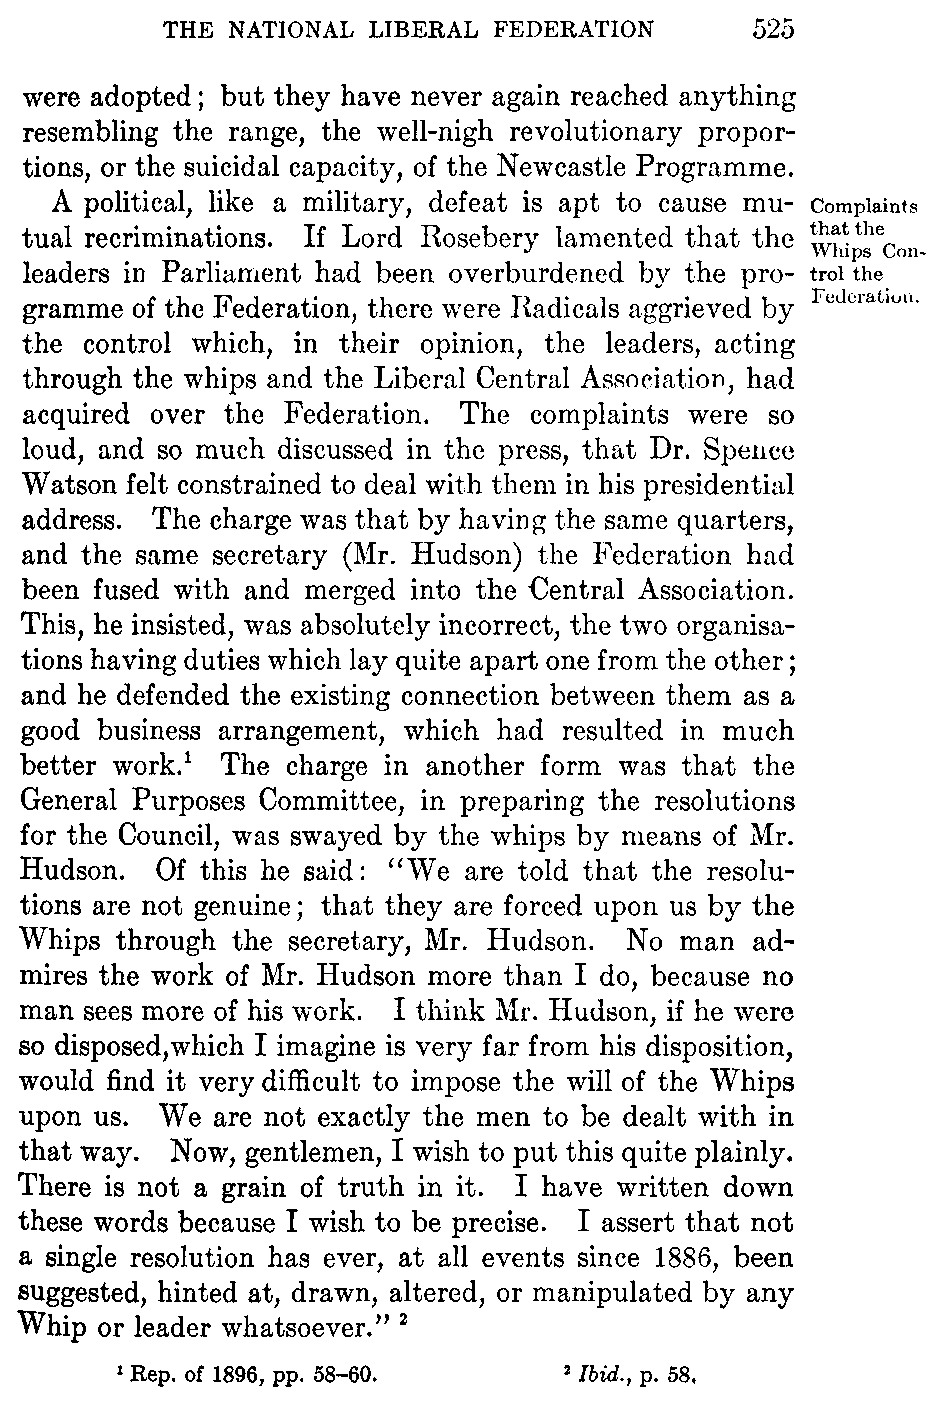 THE NATIONAL LIBERAL FEDERATION 525
were adopted; but they have never again reached anything
resembling the range, the well-nigh revolutionary propor-
tions, or the suicidal capacity, of the Newcastle Programme.
A political, like a military, defeat is apt to cause mu-
tual recriminations. If Lord Rosebery lamented that the
leaders in Parliament had been overburdened by the pro-
gramme of the Federation, there were Radicals aggrieved by
the control which, in their opinion, the leaders, acting
through the whips and the Liberal Central Association, had
acquired over the Federation. The complaints were so
loud, and so much discussed in the press, that Dr. Spence
Watson felt constrained to deal with them in his presidential
address. The charge was that by having the same quarters,
and the same secretary (Mr. Hudson) the Federation had
been fused with and merged into the Central Association.
This, he insisted, was absolutely incorrect, the two organisa-
tions having duties which lay quite apart one from the other;
and he defended the existing connection between them as a
good business arrangement, which had resulted in much
better work.¹ The charge in another form was that the
General Purposes Committee, in preparing the resolutions
for the Council, was swayed by the whips by means of Mr.
Hudson. Of this he said: "We are told that the resolu-
tions are not genuine; that they are forced upon us by the
Whips through the secretary, Mr. Hudson. No man ad-
mires the work of Mr. Hudson more than I do, because no
man sees more of his work. I think Mr. Hudson, if he were
so disposed,which I imagine is very far from his disposition,
would find it very difficult to impose the will of the Whips
upon us. We are not exactly the men to be dealt with in
that way. Now, gentlemen, I wish to put this quite plainly.
There is not a grain of truth in it. I have written down
these words because I wish to be precise. I assert that not
a single resolution has ever, at all events since 1886, been
suggested, hinted at, drawn, altered, or manipulated by any
Whip or leader whatsoever." ²
Complaints
that the
Whips Con-
trol the
Federation.
¹ Rep. of 1896, pp. 58–60. ² Ibid., p. 58.